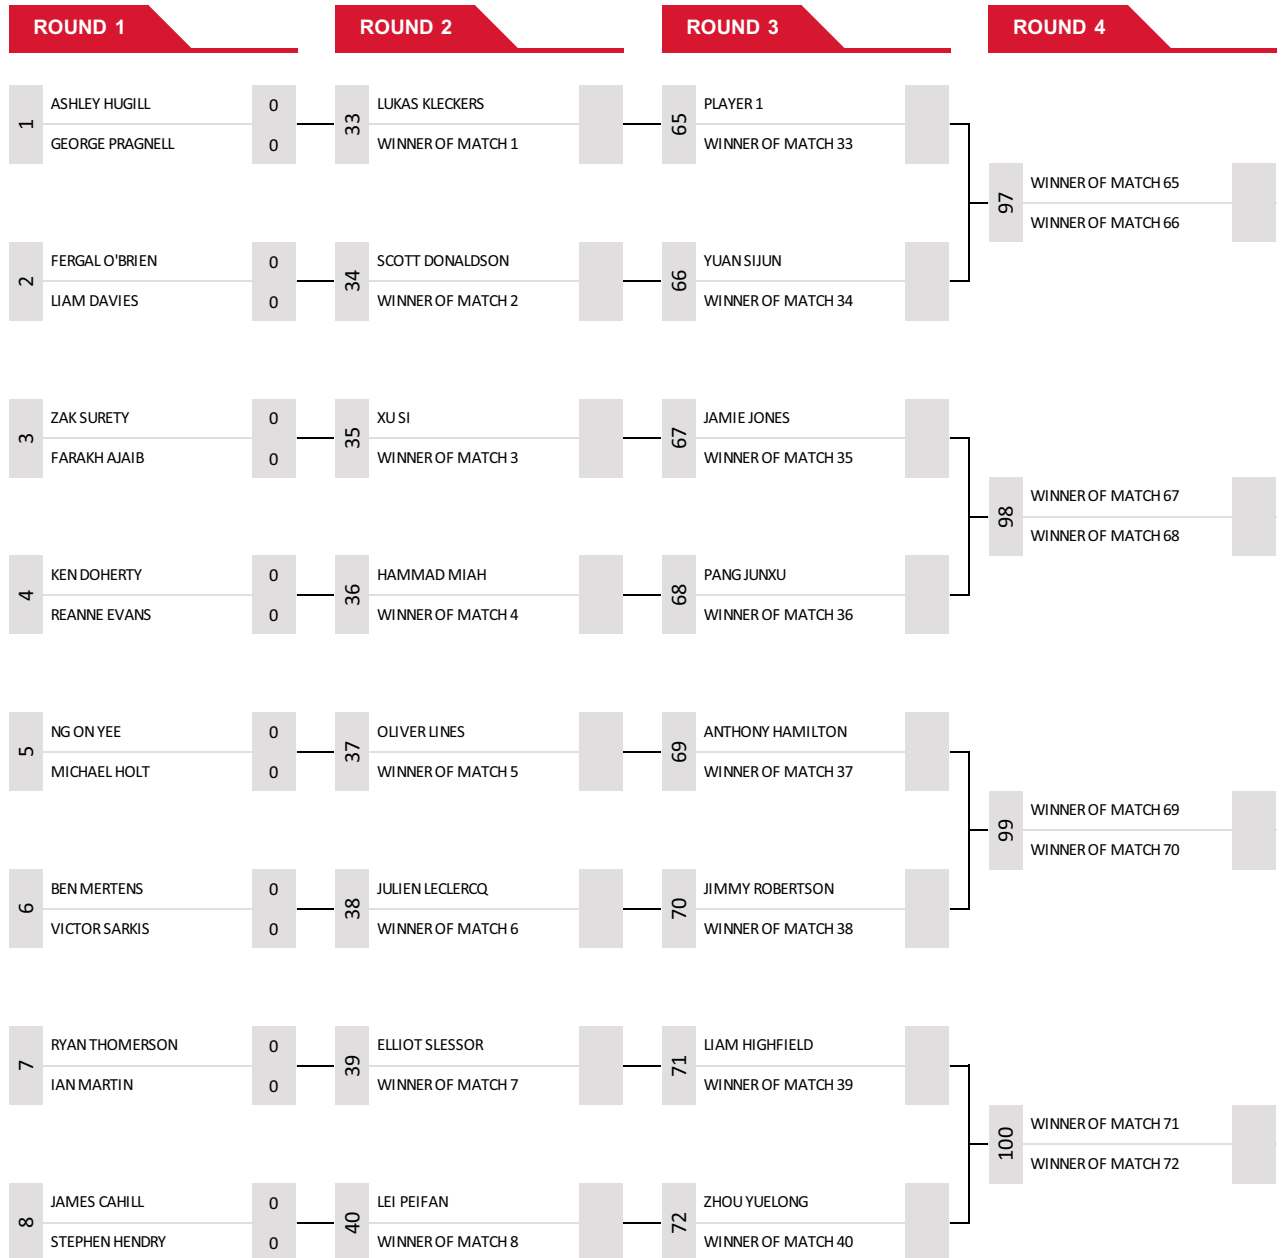 ROUND 1
ROUND 2
ROUND 3
ROUND 4
1
ASHLEY HUGILL 0
GEORGE PRAGNELL 0
33
LUKAS KLECKERS
WINNER OF MATCH 1
65
PLAYER 1
WINNER OF MATCH 33
97
WINNER OF MATCH 65
WINNER OF MATCH 66
2
FERGAL O'BRIEN 0
LIAM DAVIES 0
34
SCOTT DONALDSON
WINNER OF MATCH 2
66
YUAN SIJUN
WINNER OF MATCH 34
3
ZAK SURETY 0
FARAKH AJAIB 0
35
XU SI
WINNER OF MATCH 3
67
JAMIE JONES
WINNER OF MATCH 35
98
WINNER OF MATCH 67
WINNER OF MATCH 68
4
KEN DOHERTY 0
REANNE EVANS 0
36
HAMMAD MIAH
WINNER OF MATCH 4
68
PANG JUNXU
WINNER OF MATCH 36
5
NG ON YEE 0
MICHAEL HOLT 0
37
OLIVER LINES
WINNER OF MATCH 5
69
ANTHONY HAMILTON
WINNER OF MATCH 37
99
WINNER OF MATCH 69
WINNER OF MATCH 70
6
BEN MERTENS 0
VICTOR SARKIS 0
38
JULIEN LECLERCQ
WINNER OF MATCH 6
70
JIMMY ROBERTSON
WINNER OF MATCH 38
7
RYAN THOMERSON 0
IAN MARTIN 0
39
ELLIOT SLESSOR
WINNER OF MATCH 7
71
LIAM HIGHFIELD
WINNER OF MATCH 39
100
WINNER OF MATCH 71
WINNER OF MATCH 72
8
JAMES CAHILL 0
STEPHEN HENDRY 0
40
LEI PEIFAN
WINNER OF MATCH 8
72
ZHOU YUELONG
WINNER OF MATCH 40